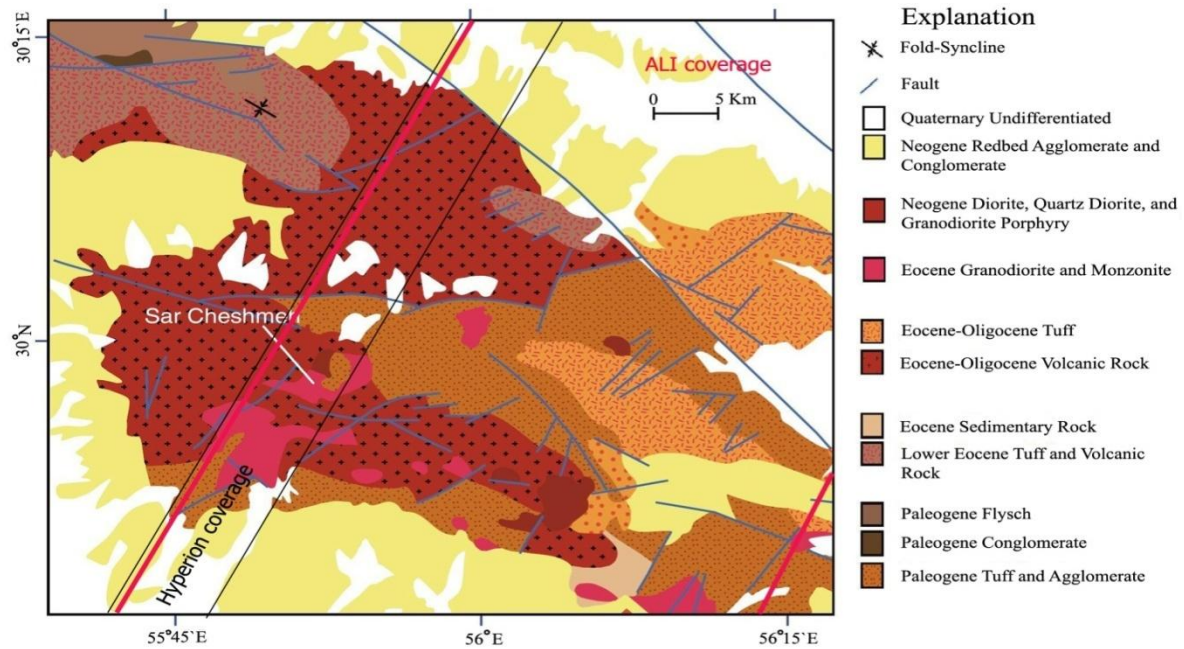 30°15'
30°N
ALI coverage
0 5 Km
Sar Cheshmeh
Hyperion coverage
55°45'E
56°E
56°15'E
Explanation
Fold-Syncline
Fault
Quaternary Undifferentiated
Neogene Redbed Agglomerate and
Conglomerate
Neogene Diorite, Quartz Diorite, and
Granodiorite Porphyry
Eocene Granodiorite and Monzonite
Eocene-Oligocene Tuff
Eocene-Oligocene Volcanic Rock
Eocene Sedimentary Rock
Lower Eocene Tuff and Volcanic
Rock
Paleogene Flysch
Paleogene Conglomerate
Paleogene Tuff and Agglomerate